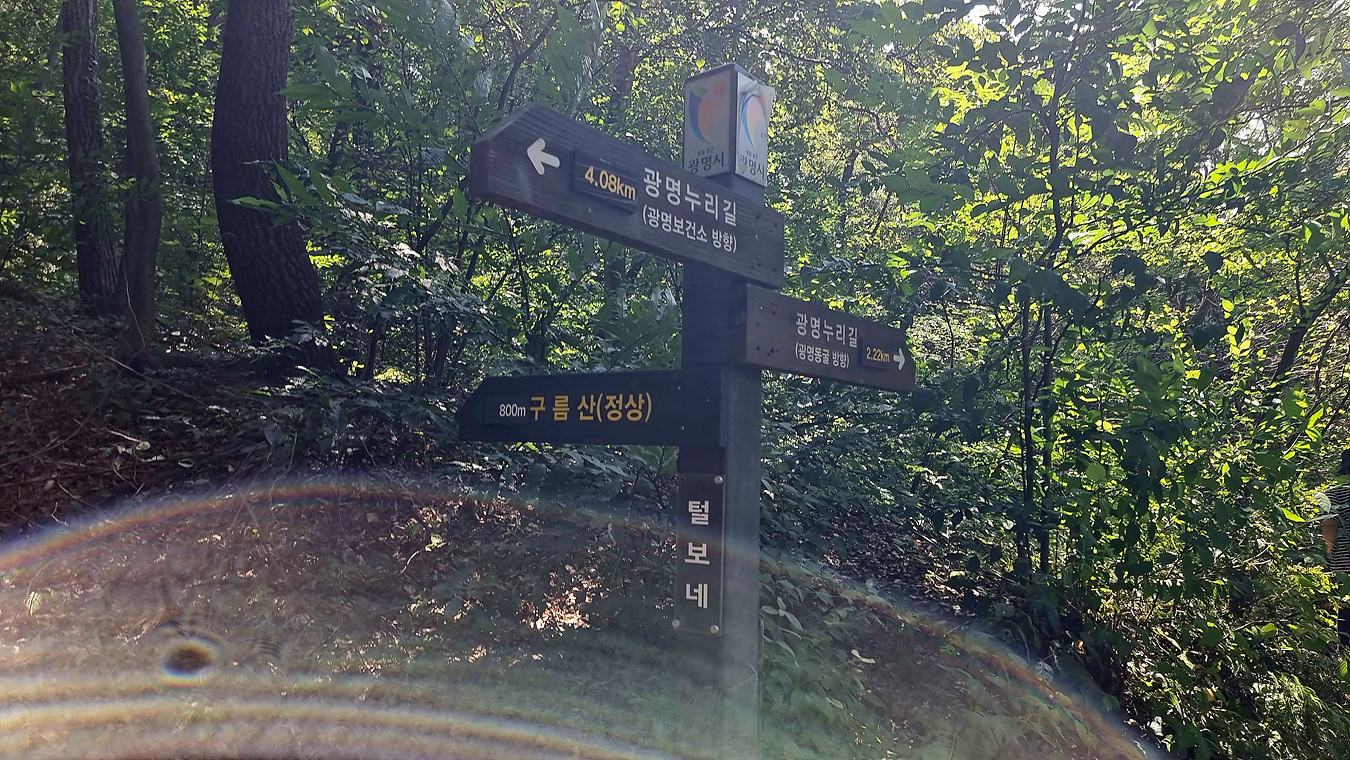 광명시
광명시
4.08km 광명누리길
(광명보건소 방향)
광명누리길
(광명동굴 방향) 2.22km
800m 구름산(정상)
털보네